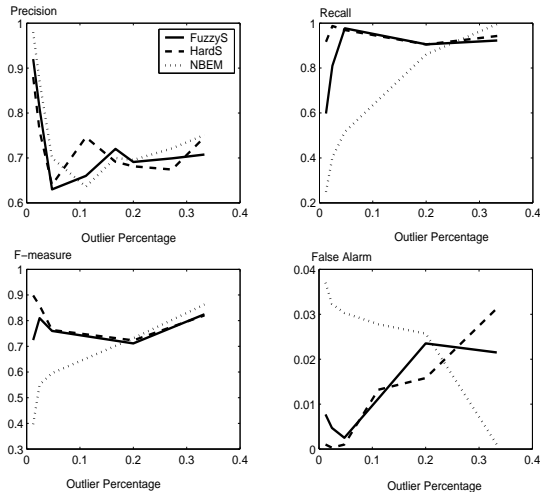 Precision
1
0.9
0.8
0.7
0.6
0 0.1 0.2 0.3 0.4
Outlier Percentage
FuzzyS
HardS
NBEM
Recall
1
0.8
0.6
0.4
0.2
0 0.1 0.2 0.3 0.4
Outlier Percentage
F-measure
1
0.9
0.8
0.7
0.6
0.5
0.4
0.3
0 0.1 0.2 0.3 0.4
Outlier Percentage
False Alarm
0.04
0.03
0.02
0.01
0
0 0.1 0.2 0.3 0.4
Outlier Percentage